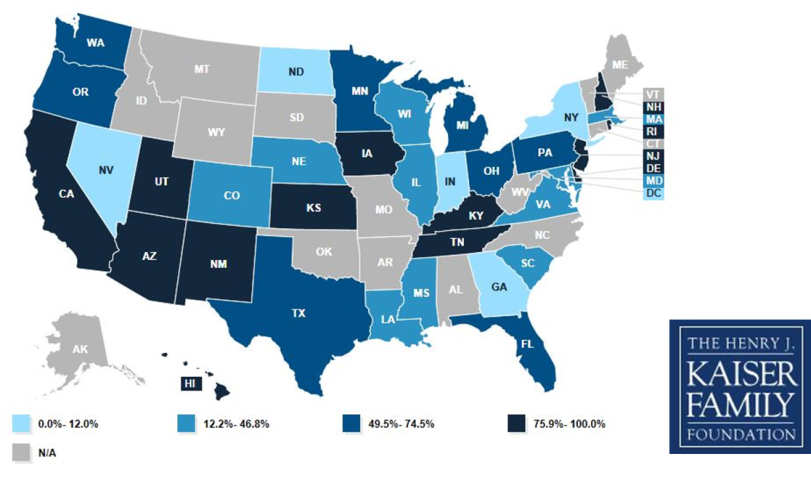 WA
MT
ND
MN
ME
OR
ID
SD
WI
VT
NH
WY
MI
NY
MA
RI
CT
NV
UT
NE
IA
PA
NJ
CA
CO
IL
IN
OH
DE
WV
MD
KS
MO
KY
VA
DC
AZ
NM
OK
TN
NC
AR
SC
TX
MS
AL
GA
LA
AK
FL
HI
0.0%- 12.0%
12.2%- 46.8%
49.5%- 74.5%
75.9%- 100.0%
N/A
THE HENRY J.
KAISER
FAMILY
FOUNDATION